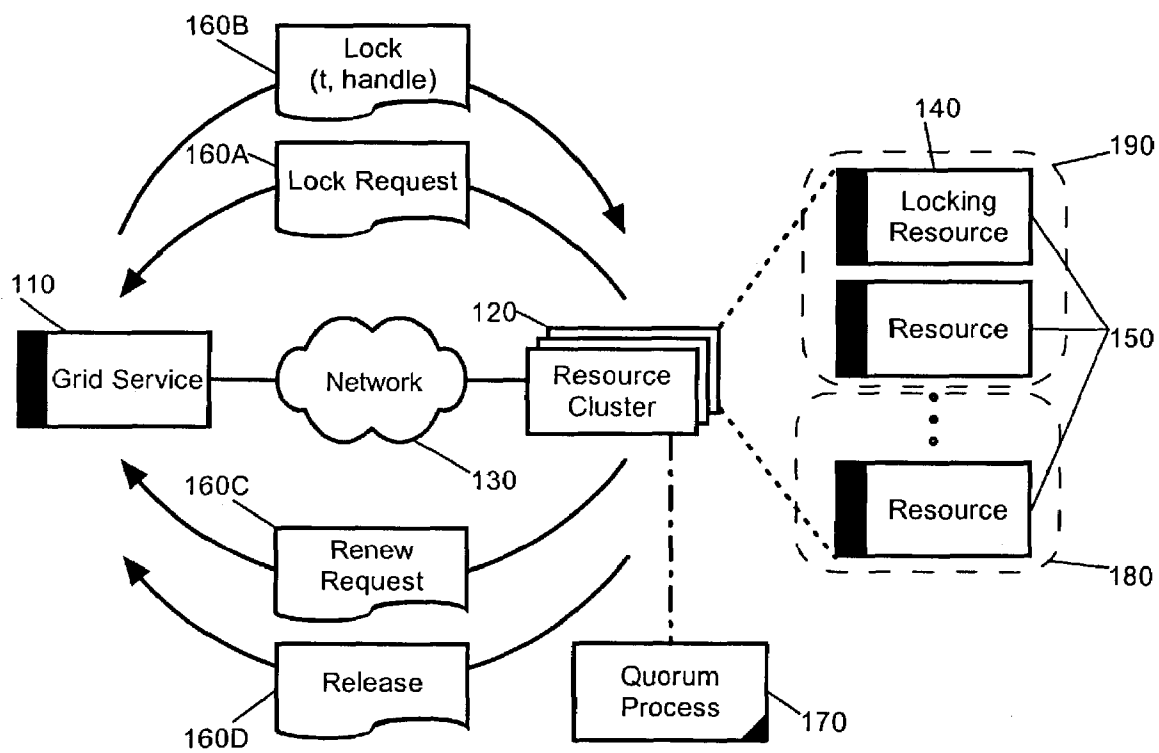 160B
Lock
(t, handle)
140
190
160A
Lock Request
Locking
Resource
110
120
Resource
150
Grid Service
Network
Resource
Cluster
160C
130
Resource
Renew
Request
180
Release
Quorum
Process
170
160D